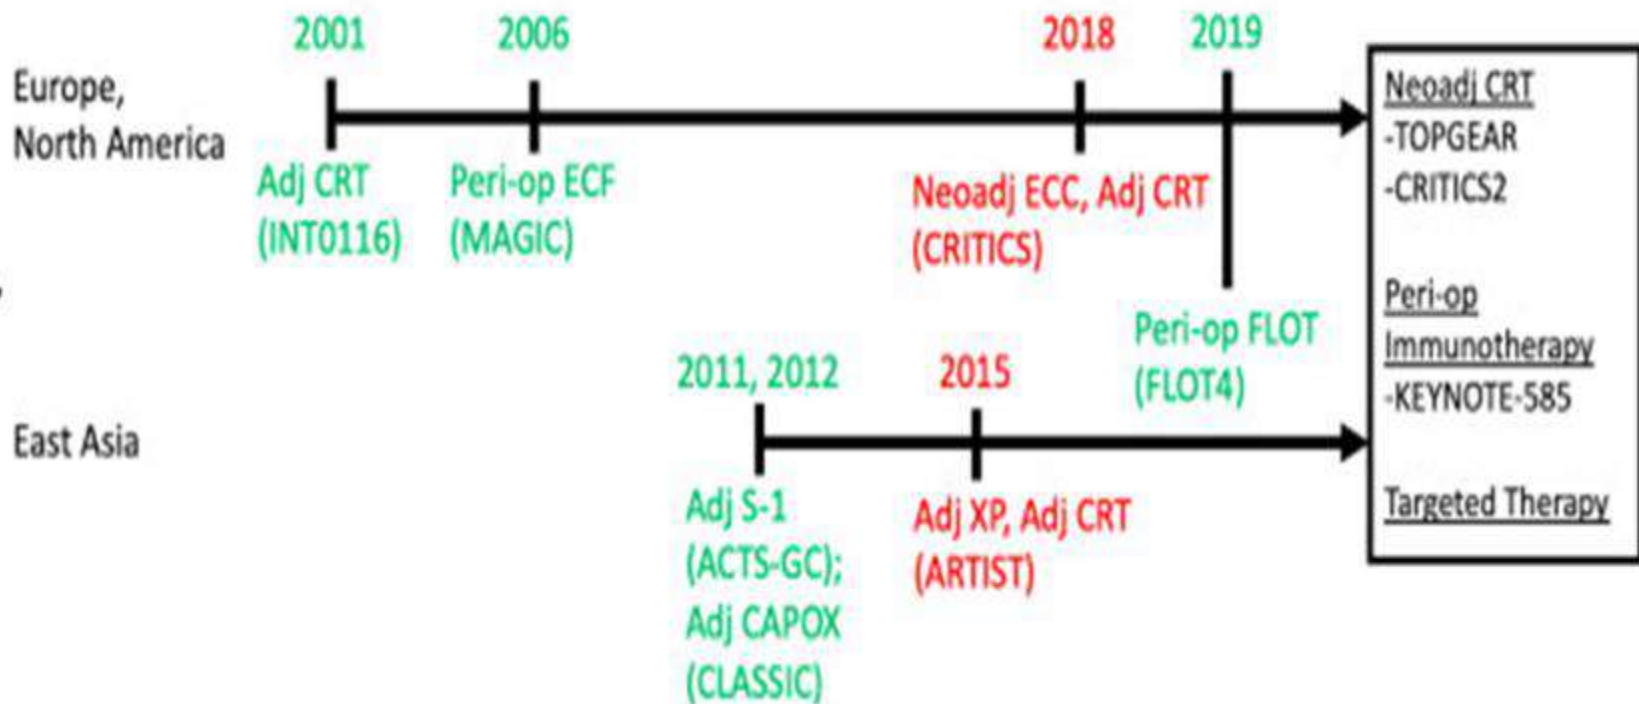 2001
2006
2018
2019
Europe,
North America
Adj CRT
(INT0116)
Peri-op ECF
(MAGIC)
Neoadj ECC, Adj CRT
(CRITICS)
Peri-op FLOT
(FLOT4)
2011, 2012
2015
East Asia
Adj S-1
(ACTS-GC);
Adj CAPOX
(CLASSIC)
Adj XP, Adj CRT
(ARTIST)
Neoadj CRT
-TOPGEAR
-CRITICS2
Peri-op
Immunotherapy
-KEYNOTE-585
Targeted Therapy